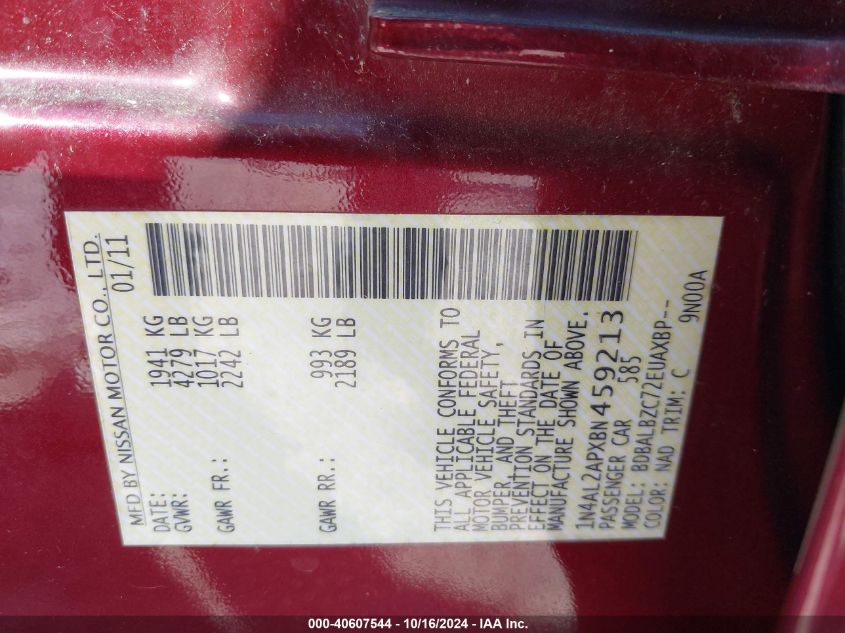 MFD BY NISSAN MOTOR CO., LTD.
DATE: 01/11
GVWR: 1941 KG
4279 LB
GAWR FR.: 1017 KG
2242 LB
GAWR RR.: 993 KG
2189 LB
THIS VEHICLE CONFORMS TO
ALL APPLICABLE FEDERAL
MOTOR VEHICLE SAFETY,
BUMPER, AND THEFT
PREVENTION STANDARDS IN
EFFECT ON THE DATE OF
MANUFACTURE SHOWN ABOVE.
1N4AL2APXBN459213
PASSENGER CAR 585
MODEL: BDBALBZC72EUAXBP--
COLOR: NAD TRIM: C 9N00A
000-40607544 - 10/16/2024 - IAA Inc.